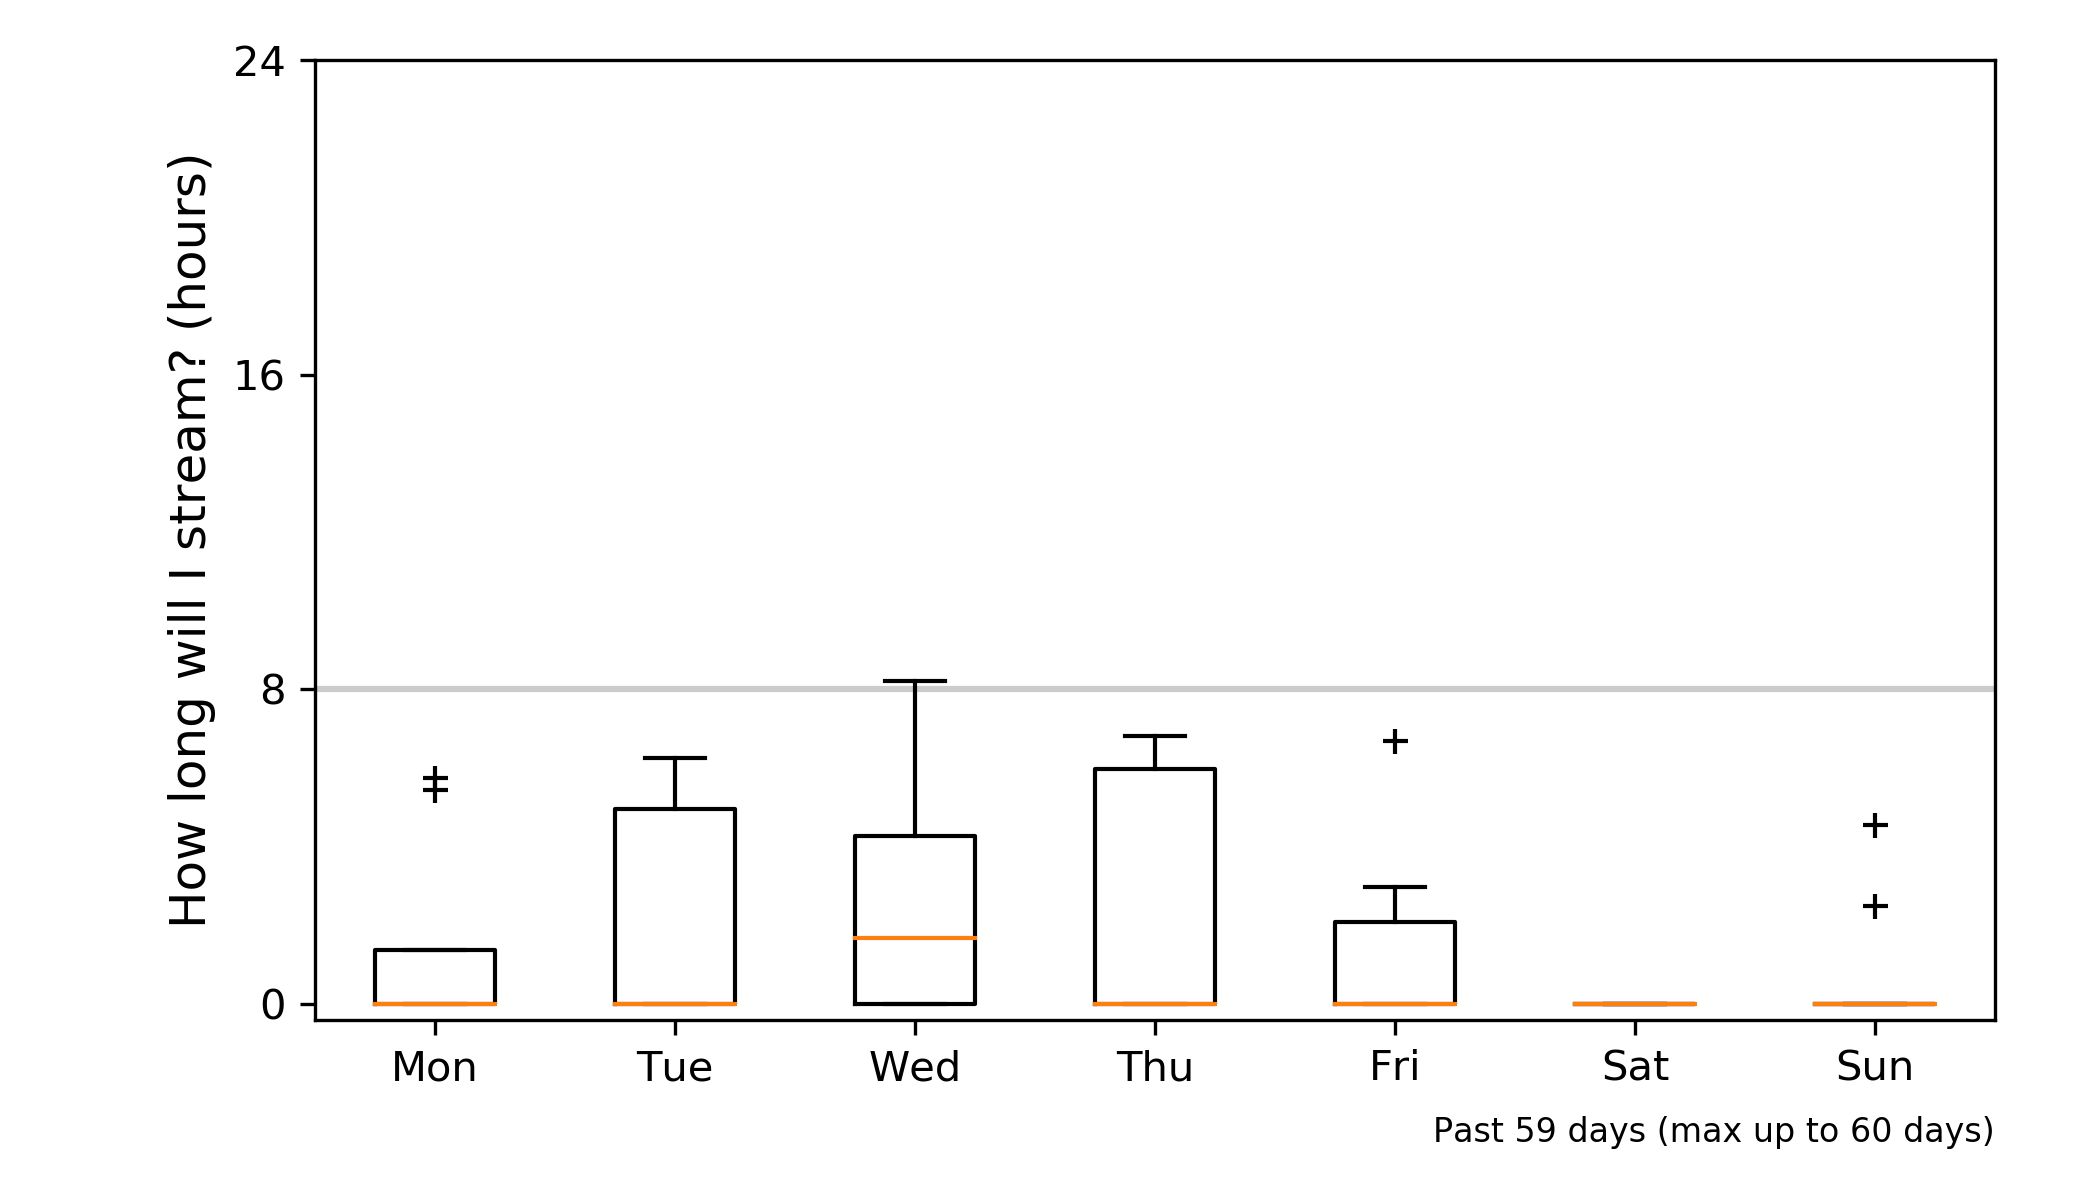 How long will I stream? (hours)
24
16
8
0
Mon Tue Wed Thu Fri Sat Sun
Past 59 days (max up to 60 days)